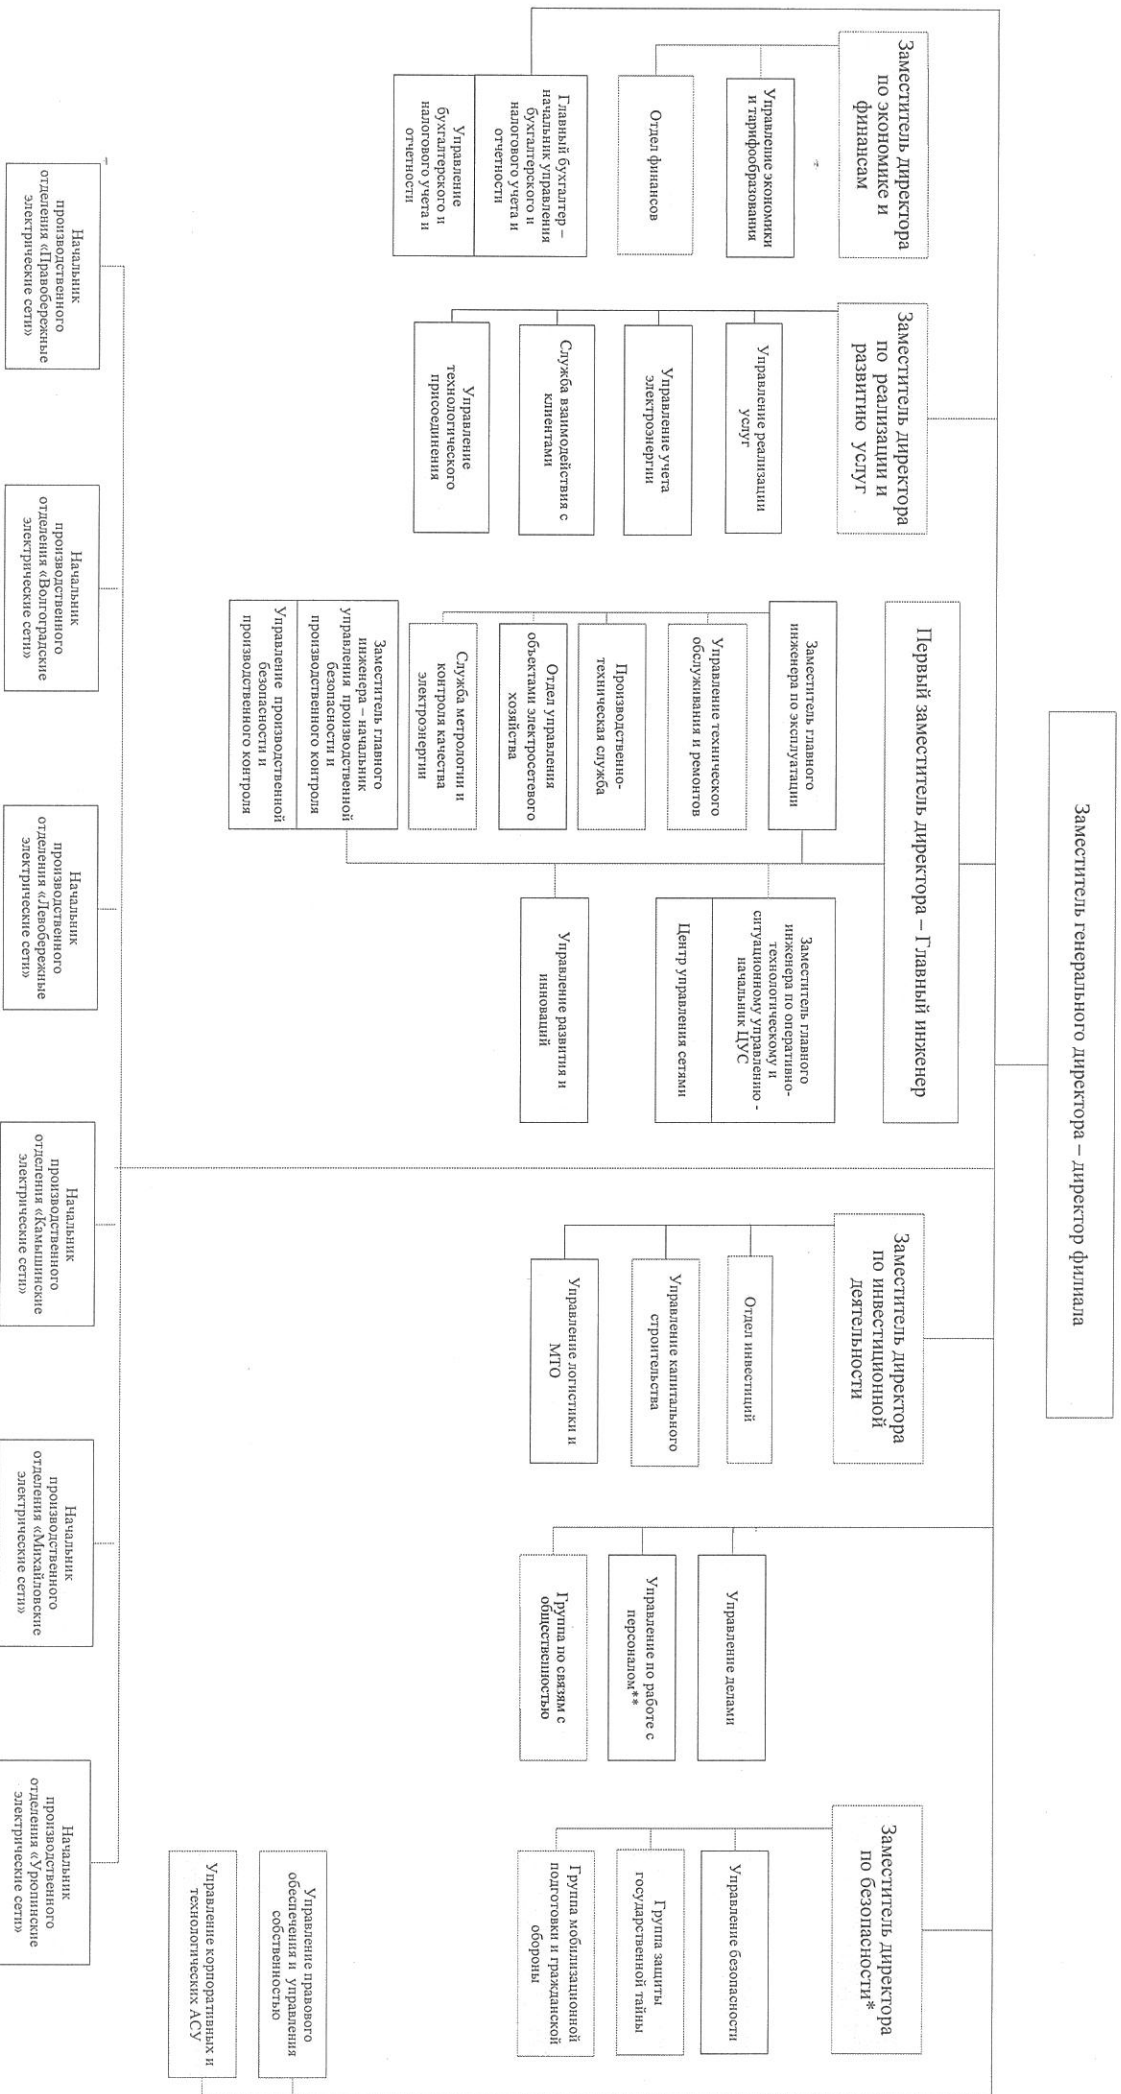 Заместитель генерального директора – директор филиала
Заместитель директора
по экономике и
финансам
Управление экономики
и тарифообразования
Отдел финансов
Главный бухгалтер –
начальник управления
бухгалтерского и
налогового учета и
отчетности
Управление
бухгалтерского и
налогового учета и
отчетности
Заместитель директора
по реализации и
развитию услуг
Управление реализации
услуг
Управление учета
электроэнергии
Служба взаимодействия с
клиентами
Управление
технологического
присоединения
Первый заместитель директора – Главный инженер
Заместитель главного
инженера по эксплуатации
Управление технического
обслуживания и ремонтов
Производственно-
техническая служба
Отдел управления
объектами электросетевого
хозяйства
Служба метрологии и
контроля качества
электроэнергии
Заместитель главного
инженера – начальник
управления производственной
безопасности и
производственного контроля
Управление производственной
безопасности и
производственного контроля
Заместитель главного
инженера по оперативно-
технологическому и
ситуационному управлению -
начальник ЦУС
Центр управления сетями
Управление развития и
инноваций
Заместитель директора
по инвестиционной
деятельности
Отдел инвестиций
Управление капитального
строительства
Управление логистики и
МТО
Управление делами
Управление по работе с
персоналом**
Группа по связям с
общественностью
Заместитель директора
по безопасности*
Управление безопасности
Группа защиты
государственной тайны
Группа мобилизационной
подготовки и гражданской
обороны
Управление правового
обеспечения и управления
собственностью
Управление корпоративных и
технологических АСУ
Начальник
производственного
отделения «Правобережные
электрические сети»
Начальник
производственного
отделения «Волгоградские
электрические сети»
Начальник
производственного
отделения «Левобережные
электрические сети»
Начальник
производственного
отделения «Камышинские
электрические сети»
Начальник
производственного
отделения «Михайловские
электрические сети»
Начальник
производственного
отделения «Урюпинские
электрические сети»